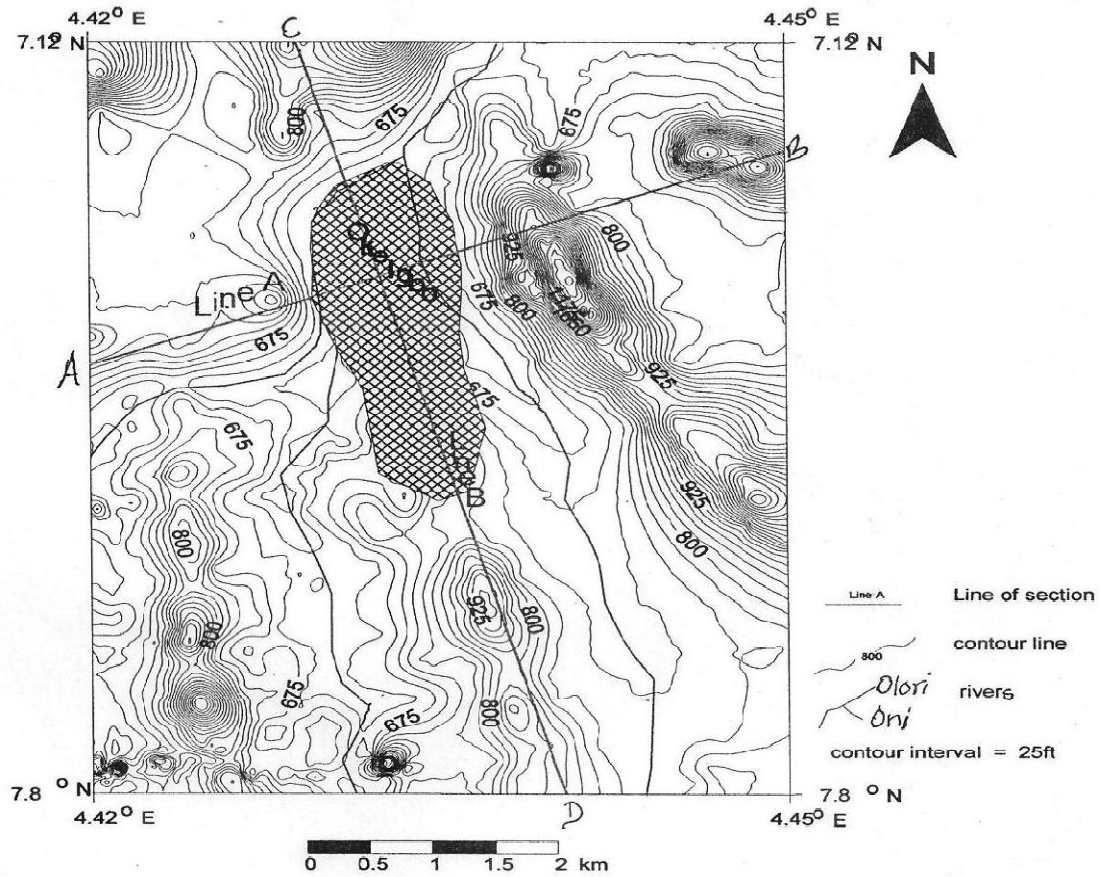 4.42° E
4.45° E
C
7.12° N
7.12° N
N
800
675
675
B
925
800
Line A
675
800
675
A
675
925
675
B
925
800
800
925
800
800
Line A
Line of section
800
contour line
675
800
675
Olori
Oni
rivers
contour interval = 25ft
7.8 ° N
7.8 ° N
4.42° E
D
4.45° E
0 0.5 1 1.5 2 km